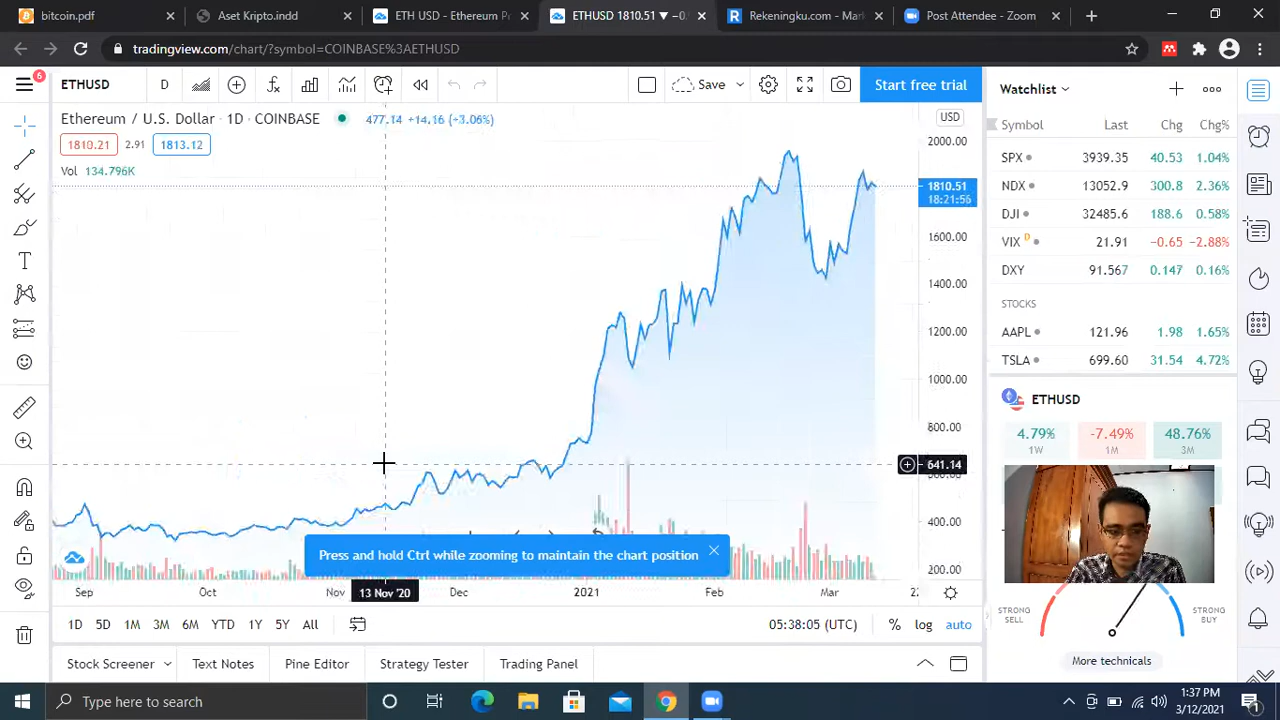 bitcoin.pdf
Aset Kripto.indd
ETH USD - Ethereum P
ETHUSD 1810.51 ▼ −0.
Rekeningku.com - Mar
Post Attendee - Zoom
tradingview.com/chart/?symbol=COINBASE%3AETHUSD
6
ETHUSD
D
Save
Start free trial
Watchlist
Ethereum / U.S. Dollar · 1D · COINBASE
477.14 +14.16 (+3.06%)
USD
1810.21
2.91
1813.12
Vol 134.796K
Symbol Last Chg Chg%
SPX 3939.35 40.53 1.04%
NDX 13052.9 300.8 2.36%
DJI 32485.6 188.6 0.58%
VIX D 21.91 −0.65 −2.88%
DXY 91.567 0.147 0.16%
STOCKS
AAPL 121.96 1.98 1.65%
TSLA 699.60 31.54 4.72%
ETHUSD
4.79% -7.49% 48.76%
1W 1M 3M
STRONG SELL
STRONG BUY
More technicals
2000.00
1810.51
18:21:56
1600.00
1400.00
1200.00
1000.00
800.00
641.14
400.00
200.00
Press and hold Ctrl while zooming to maintain the chart position
Sep Oct Nov 13 Nov '20 Dec 2021 Feb Mar 22
1D 5D 1M 3M 6M YTD 1Y 5Y All
05:38:05 (UTC) % log auto
Stock Screener Text Notes Pine Editor Strategy Tester Trading Panel
Type here to search
1:37 PM
3/12/2021
1